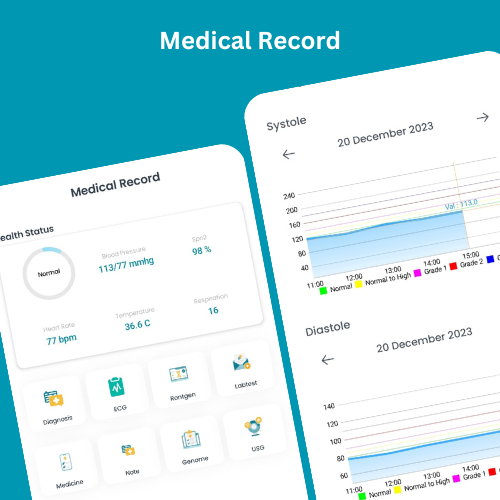 Medical Record
Medical Record
ealth Status
Normal
Blood Pressure
113/77 mmhg
SpO2
98 %
Heart Rate
77 bpm
Temperature
36.6 C
Respiration
16
Diagnosis
ECG
Rontgen
Labtest
Medicine
Note
Genome
USG
Systole
20 December 2023
Val : 113,0
240
200
160
120
80
40
11:00 12:00 13:00 14:00 15:00
Normal Normal to High Grade 1 Grade 2
Diastole
20 December 2023
140
120
100
80
60
11:00 12:00 13:00 14:00
Normal Normal to High Grade 1